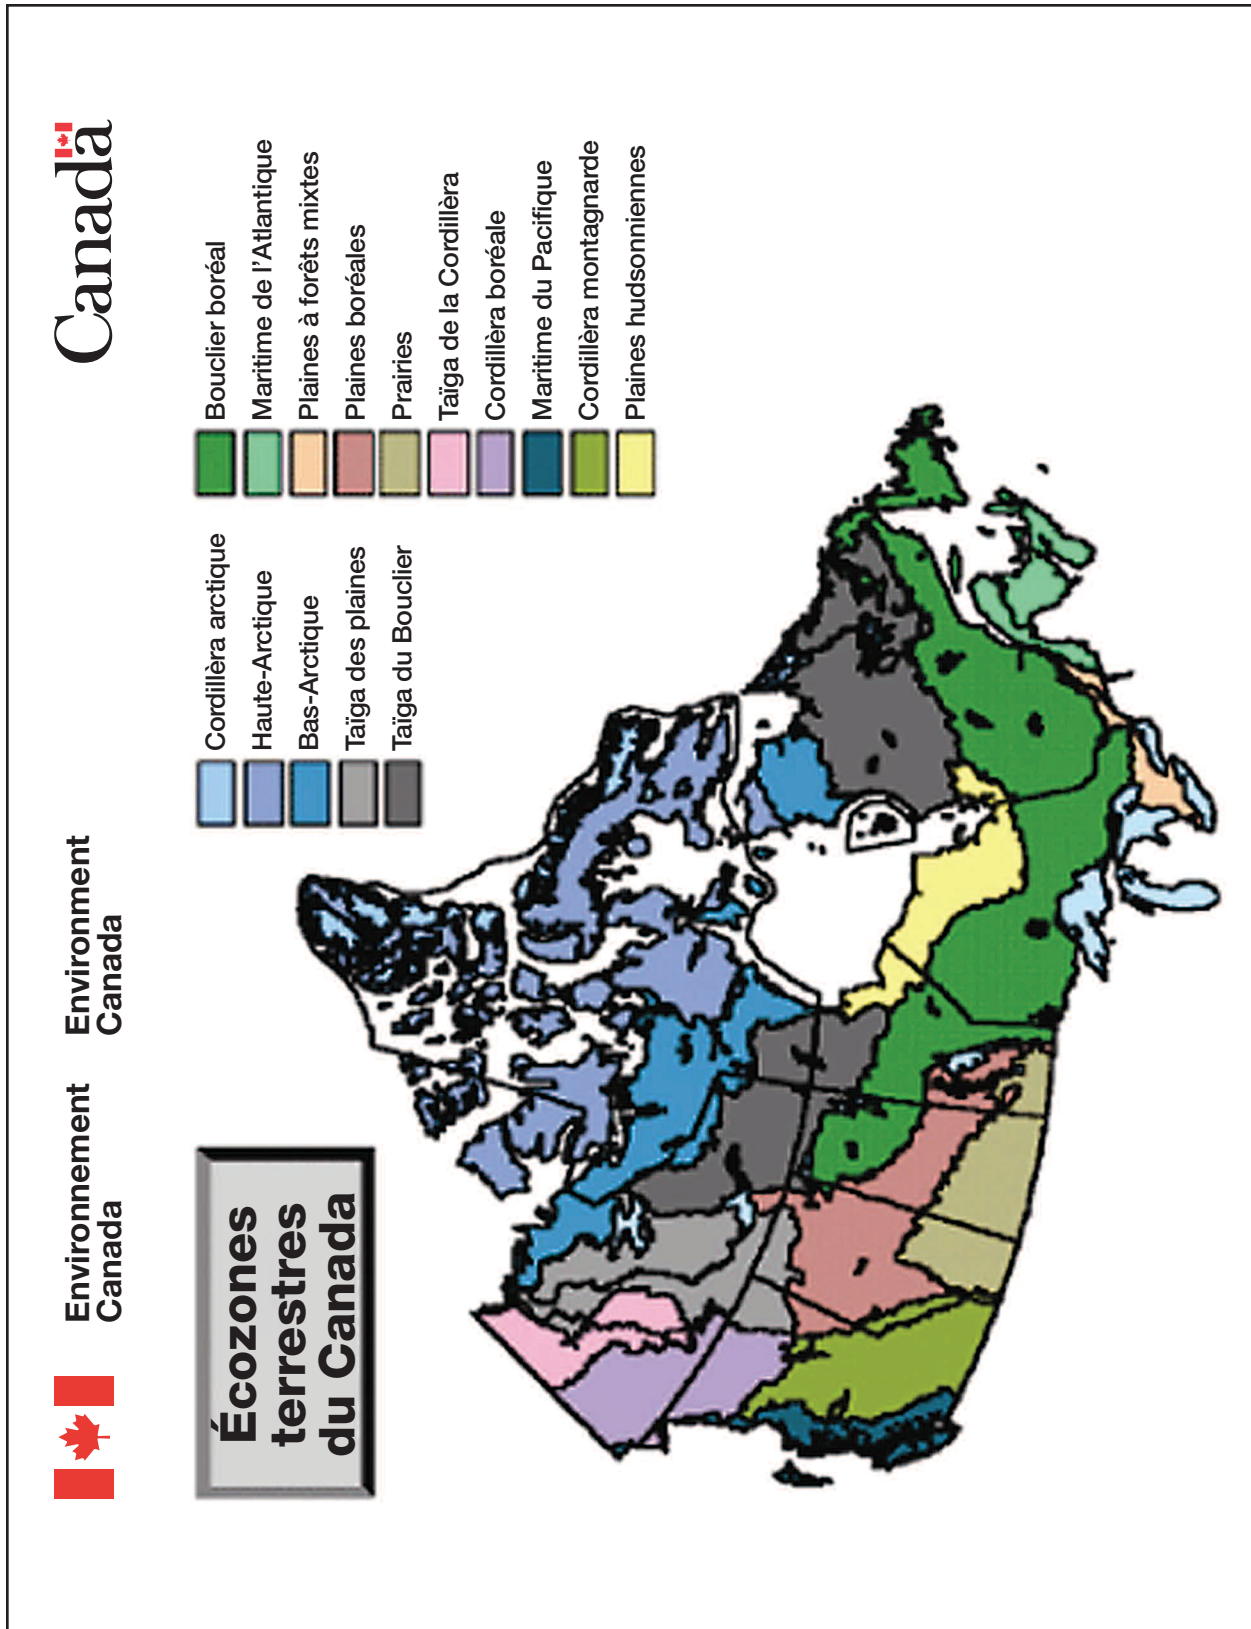 Environnement
Canada
Environment
Canada
Canada
Écozones
terrestres
du Canada
Cordillèra arctique
Haute-Arctique
Bas-Arctique
Taïga des plaines
Taïga du Bouclier
Bouclier boréal
Maritime de l'Atlantique
Plaines à forêts mixtes
Plaines boréales
Prairies
Taïga de la Cordillèra
Cordillèra boréale
Maritime du Pacifique
Cordillèra montagnarde
Plaines hudsonniennes